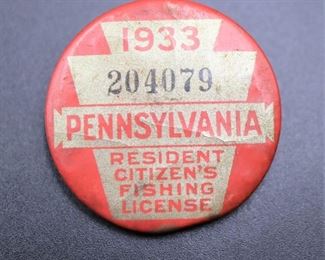 1933
204079
PENNSYLVANIA
RESIDENT
CITIZEN'S
FISHING
LICENSE